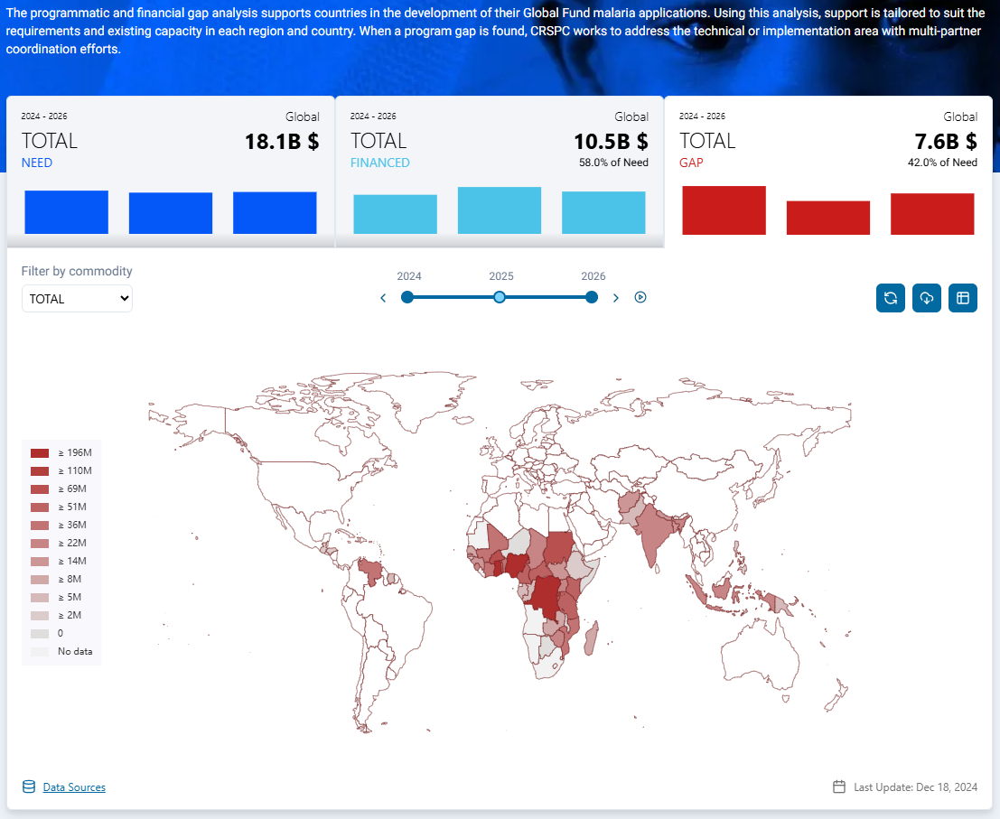 The programmatic and financial gap analysis supports countries in the development of their Global Fund malaria applications. Using this analysis, support is tailored to suit the
requirements and existing capacity in each region and country. When a program gap is found, CRSPC works to address the technical or implementation area with multi-partner
coordination efforts.
2024 - 2026
Global
TOTAL
18.1B $
NEED
2024 - 2026
Global
TOTAL
10.5B $
FINANCED
58.0% of Need
2024 - 2026
Global
TOTAL
7.6B $
GAP
42.0% of Need
Filter by commodity
TOTAL
2024
2025
2026
≥ 196M
≥ 110M
≥ 69M
≥ 51M
≥ 36M
≥ 22M
≥ 14M
≥ 8M
≥ 5M
≥ 2M
0
No data
Data Sources
Last Update: Dec 18, 2024